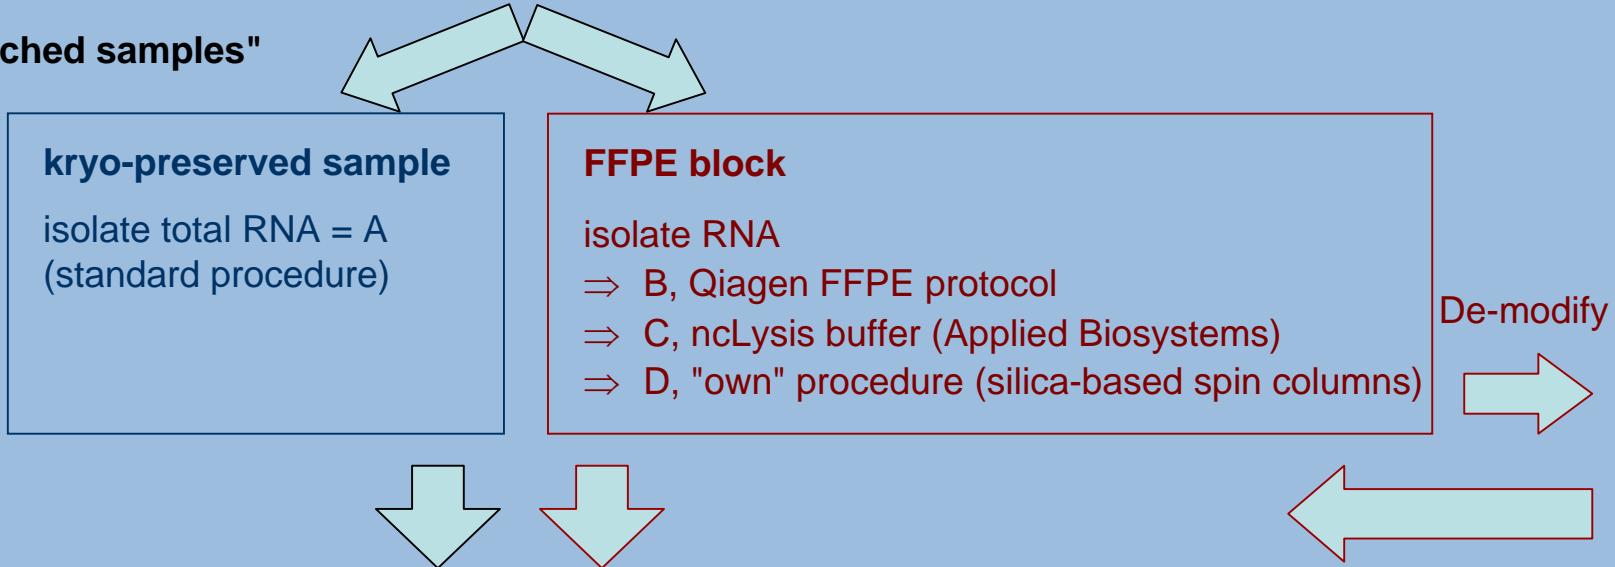 ched samples"
kryo-preserved sample
isolate total RNA = A
(standard procedure)
FFPE block
isolate RNA
⇒ B, Qiagen FFPE protocol
⇒ C, ncLysis buffer (Applied Biosystems)
⇒ D, "own" procedure (silica-based spin columns)
De-modify